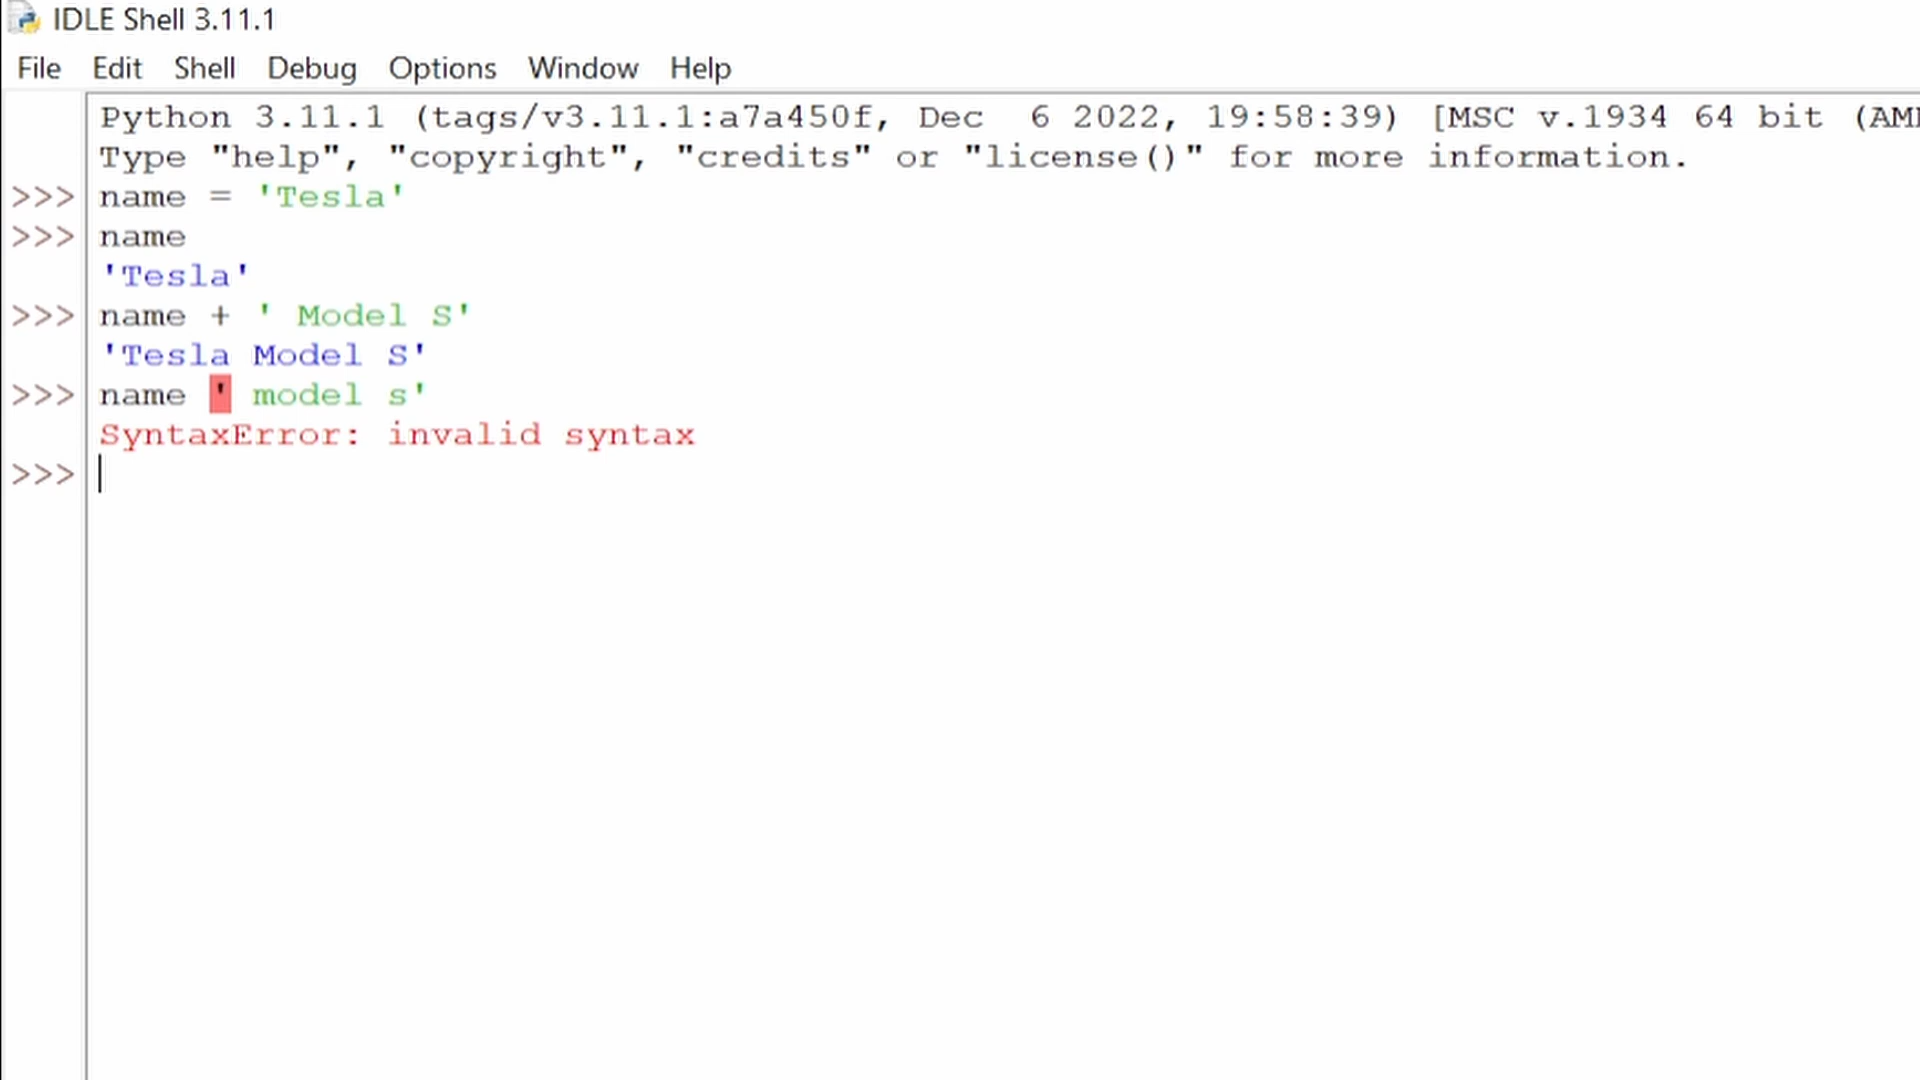 IDLE Shell 3.11.1
File Edit Shell Debug Options Window Help
Python 3.11.1 (tags/v3.11.1:a7a450f, Dec  6 2022, 19:58:39) [MSC v.1934 64 bit (AM
Type "help", "copyright", "credits" or "license()" for more information.
>>> name = 'Tesla'
>>> name
'Tesla'
>>> name + ' Model S'
'Tesla Model S'
>>> name ' model s'
SyntaxError: invalid syntax
>>>